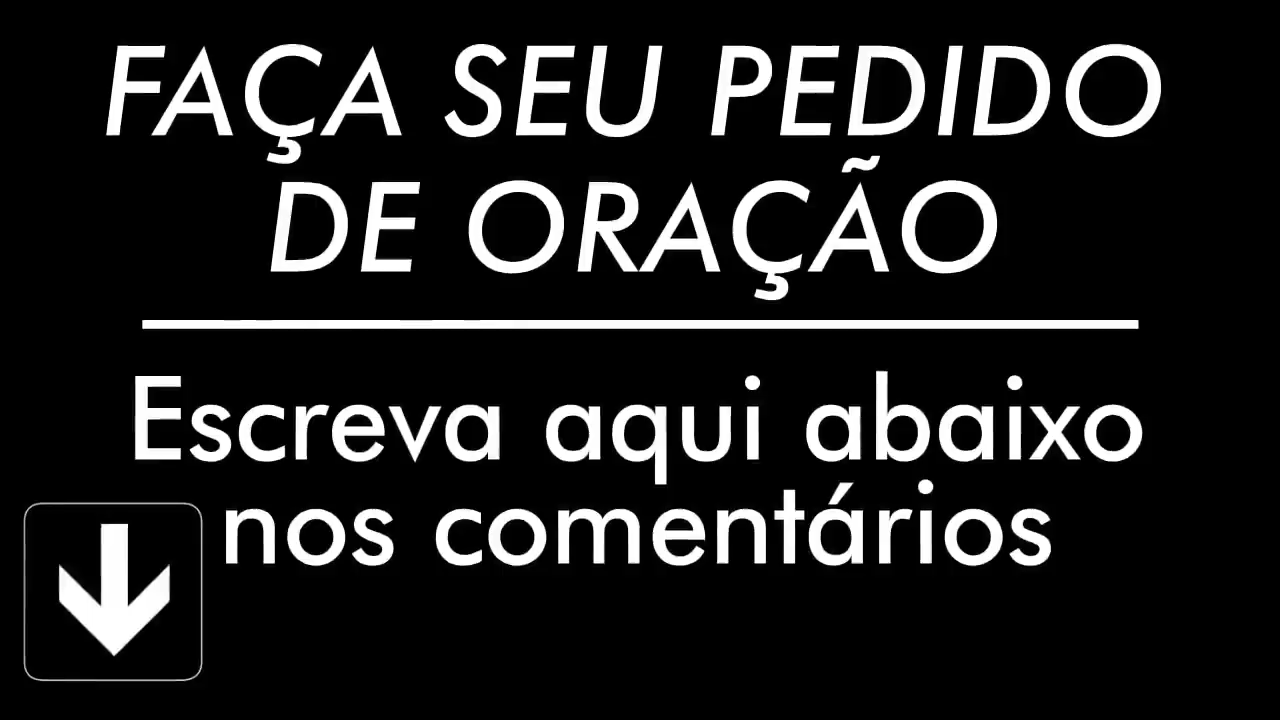 FAÇA SEU PEDIDO
DE ORAÇÃO
Escreva aqui abaixo
nos comentários